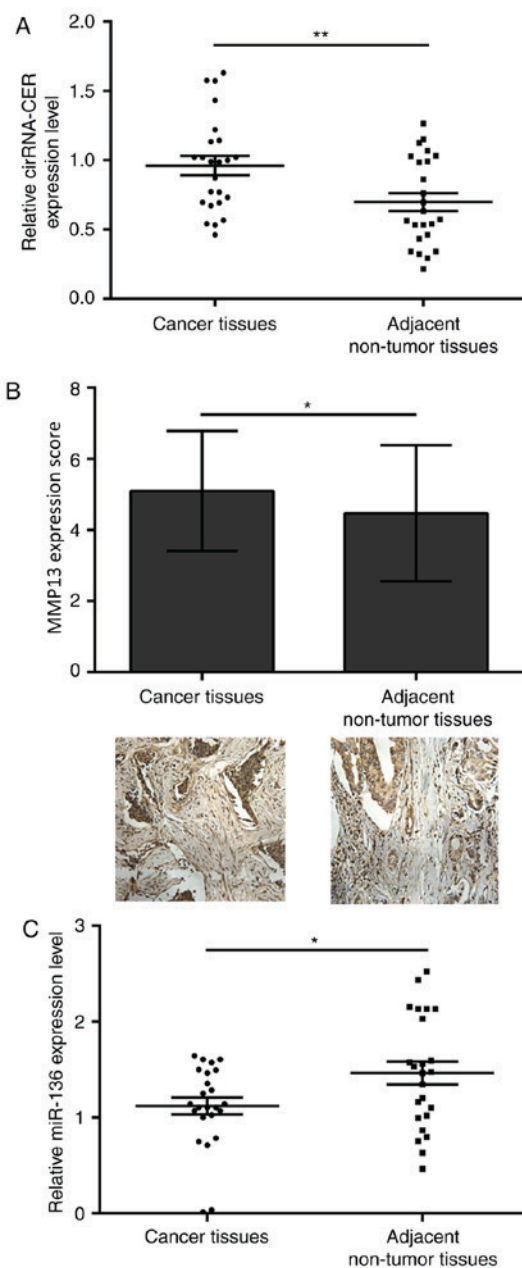 A
Relative cirRNA-CER
expression level
2.0
1.5
1.0
0.5
0.0
**
Cancer tissues
Adjacent
non-tumor tissues
B
MMP13 expression score
8
6
4
2
0
*
Cancer tissues
Adjacent
non-tumor tissues
C
Relative miR-136 expression level
3
2
1
0
*
Cancer tissues
Adjacent
non-tumor tissues